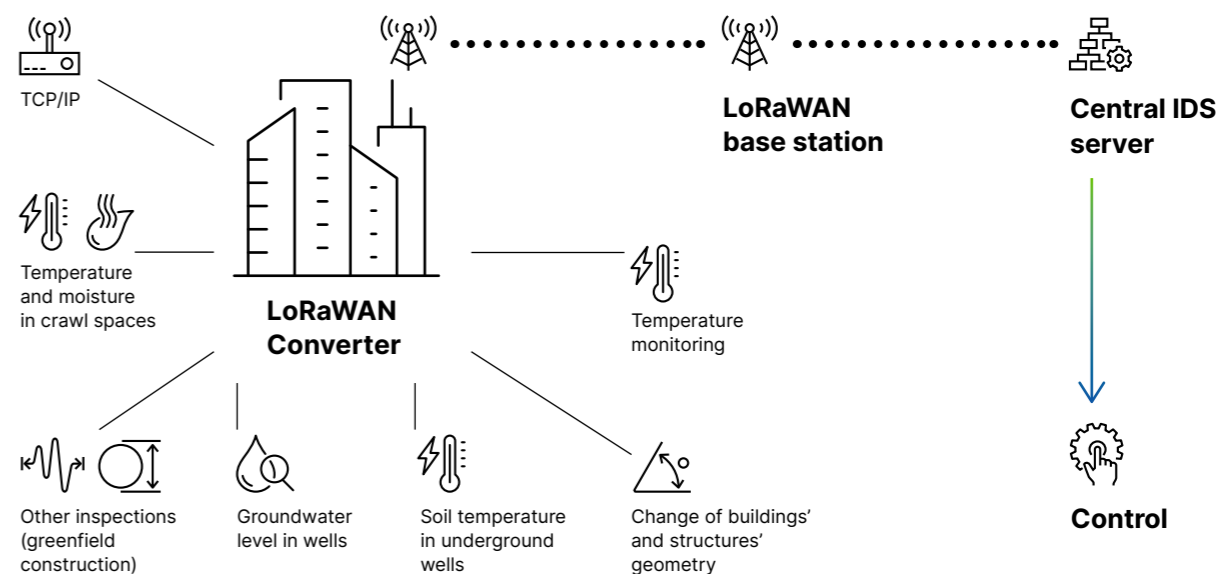 TCP/IP
LoRaWAN
base station
Central IDS
server
Temperature
and moisture
in crawl spaces
LoRaWAN
Converter
Temperature
monitoring
Other inspections
(greenfield
construction)
Groundwater
level in wells
Soil temperature
in underground
wells
Change of buildings’
and structures’
geometry
Control